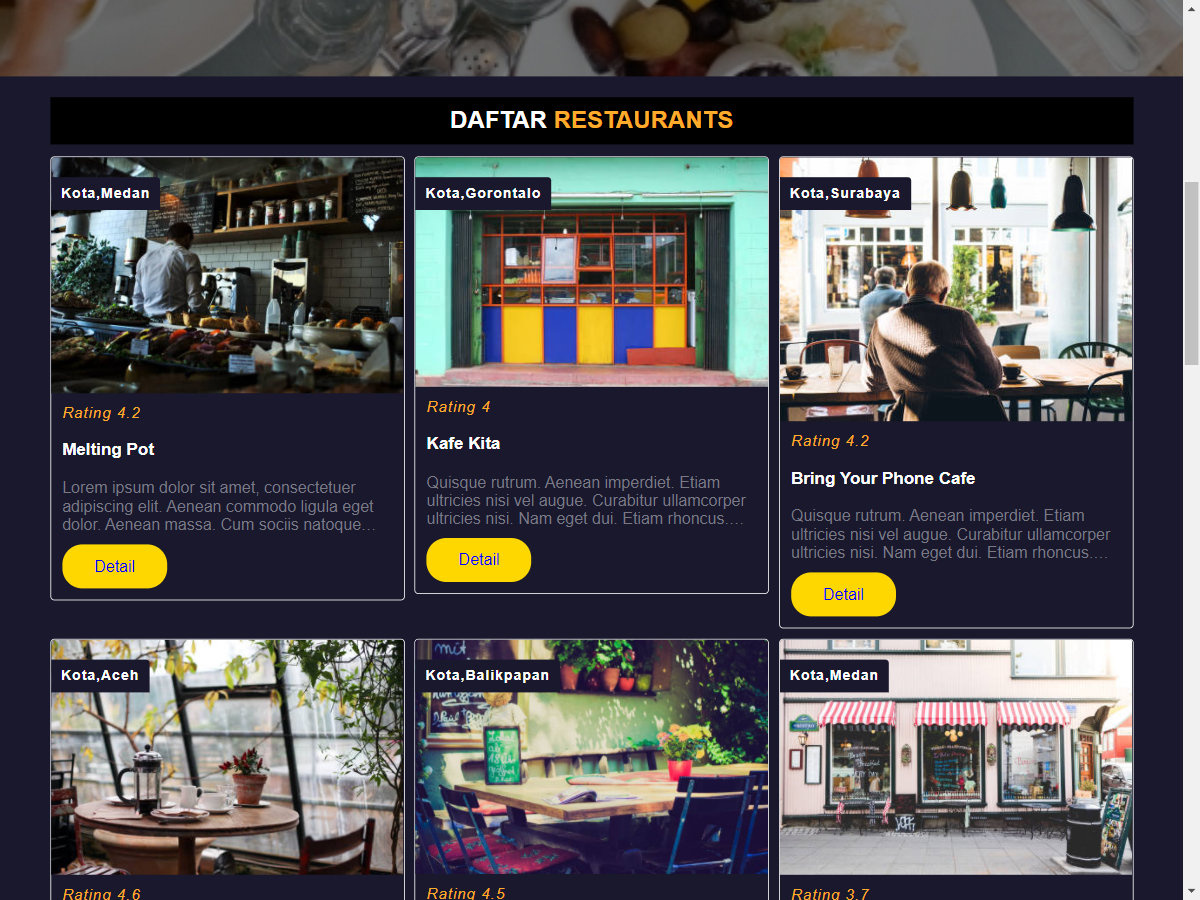 DAFTAR RESTAURANTS
Kota,Medan
Rating 4.2
Melting Pot
Lorem ipsum dolor sit amet, consectetuer
adipiscing elit. Aenean commodo ligula eget
dolor. Aenean massa. Cum sociis natoque…
Detail
Kota,Gorontalo
Rating 4
Kafe Kita
Quisque rutrum. Aenean imperdiet. Etiam
ultricies nisi vel augue. Curabitur ullamcorper
ultricies nisi. Nam eget dui. Etiam rhoncus.…
Detail
Kota,Surabaya
Rating 4.2
Bring Your Phone Cafe
Quisque rutrum. Aenean imperdiet. Etiam
ultricies nisi vel augue. Curabitur ullamcorper
ultricies nisi. Nam eget dui. Etiam rhoncus.…
Detail
Kota,Aceh
Rating 4.6
Kota,Balikpapan
mit
Rating 4.5
Kota,Medan
Rating 3.7